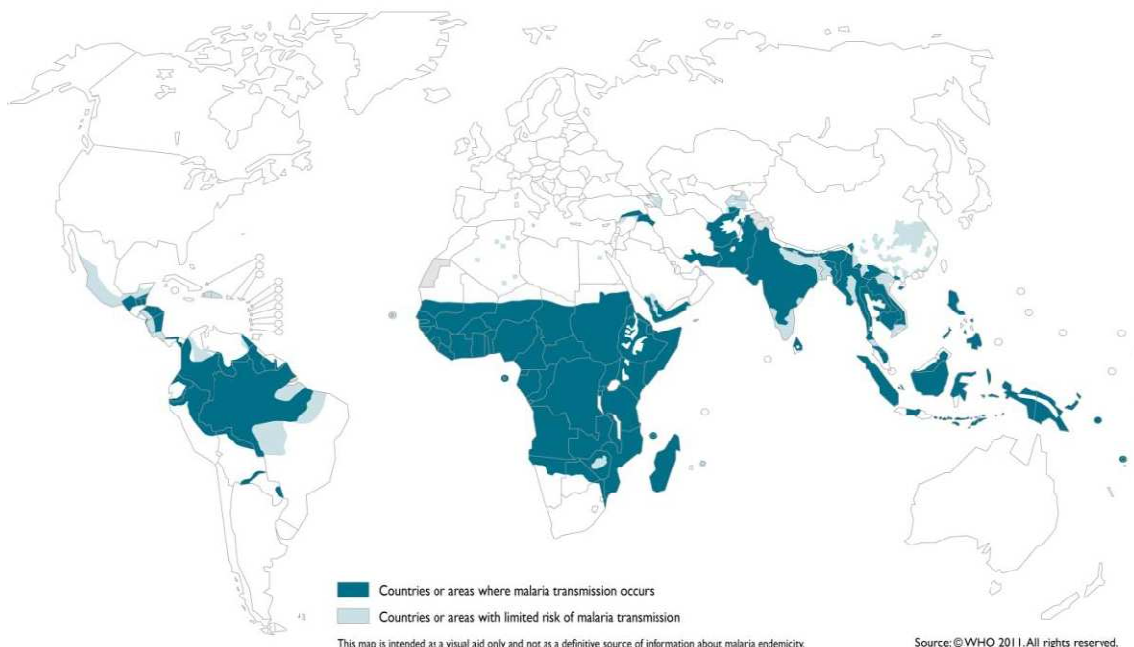 Countries or areas where malaria transmission occurs
Countries or areas with limited risk of malaria transmission
This map is intended as a visual aid only and not as a definitive source of information about malaria endemicity.
Source: © WHO 2011. All rights reserved.